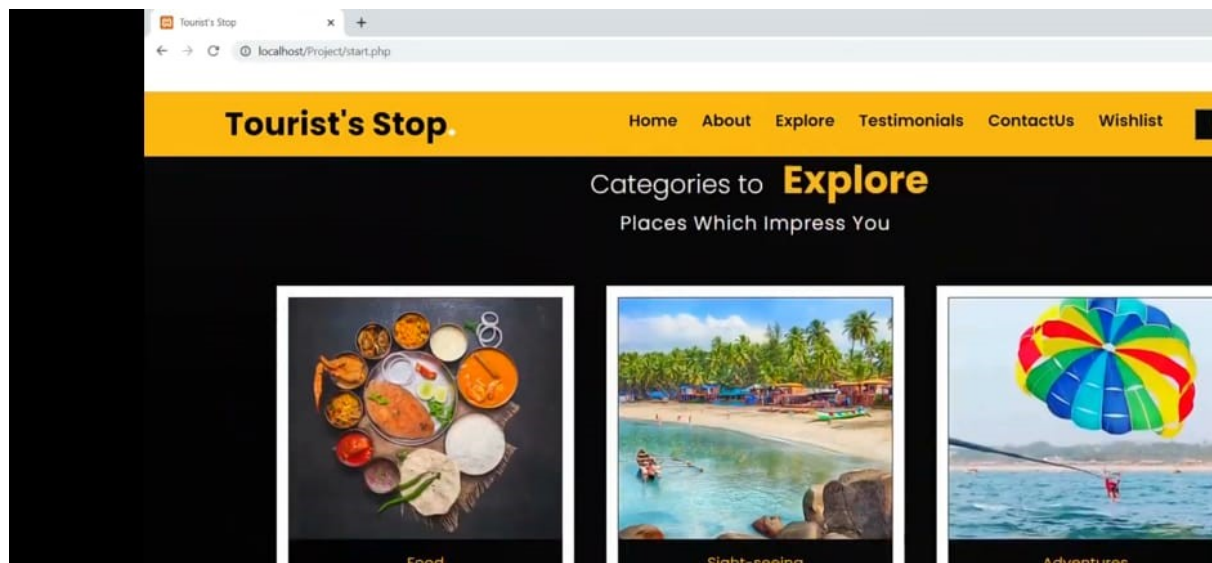 Tourist's Stop
localhost/Project/start.php
Tourist's Stop.
Home About Explore Testimonials ContactUs Wishlist
Categories to Explore
Places Which Impress You
Food Sight-seeing Adventures